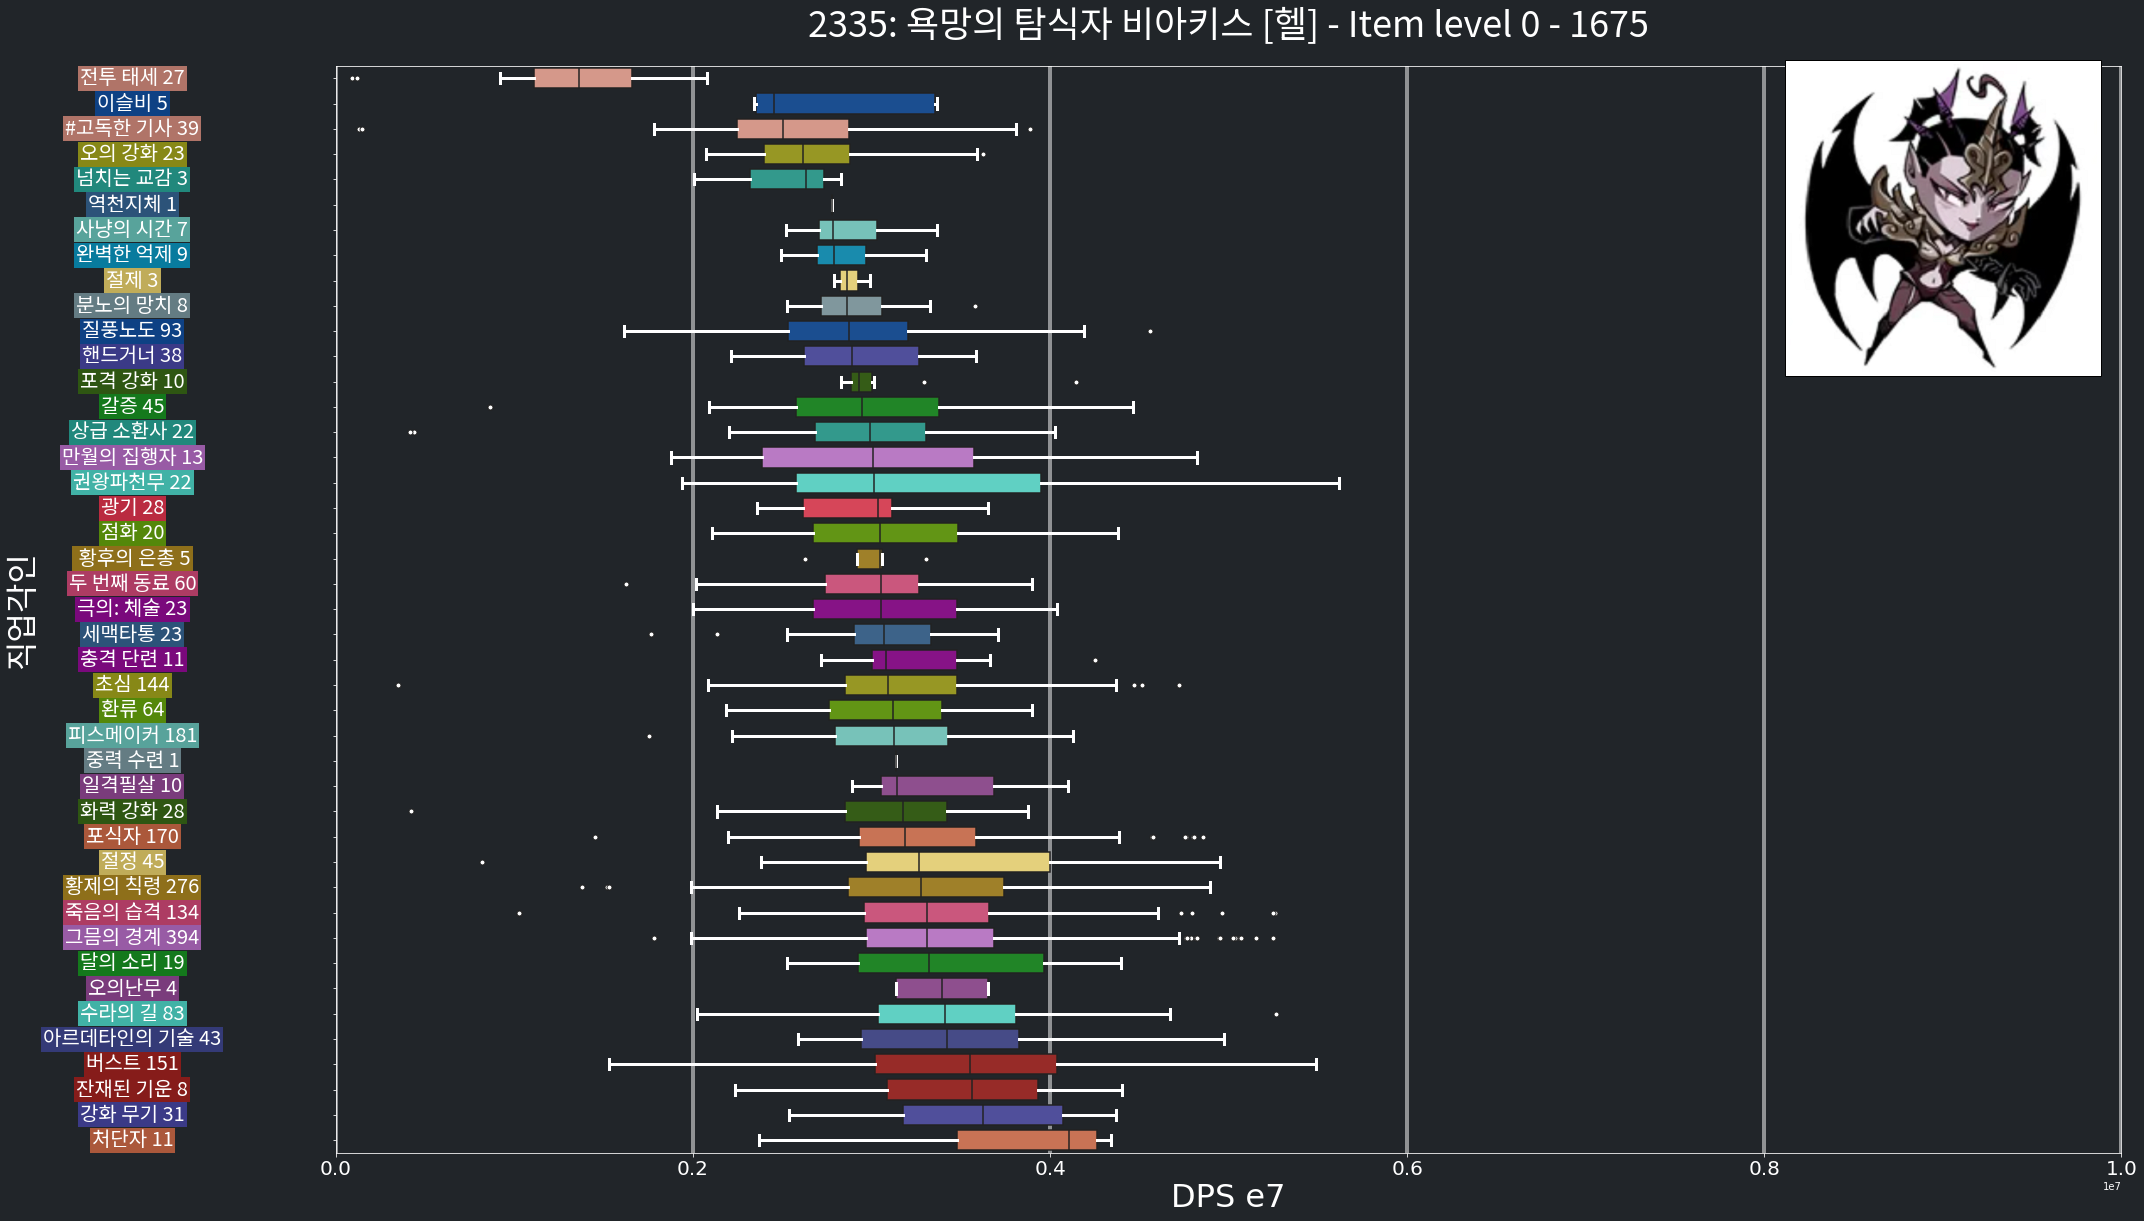 2335: 욕망의 탐식자 비아키스 [헬] - Item level 0 - 1675
전투 태세 27
이슬비 5
#고독한 기사 39
오의 강화 23
넘치는 교감 3
역천지체 1
사냥의 시간 7
완벽한 억제 9
절제 3
분노의 망치 8
질풍노도 93
핸드거너 38
포격 강화 10
갈증 45
상급 소환사 22
만월의 집행자 13
권왕파천무 22
광기 28
점화 20
황후의 은총 5
두 번째 동료 60
극의: 체술 23
세맥타통 23
충격 단련 11
초심 144
환류 64
피스메이커 181
중력 수련 1
일격필살 10
화력 강화 28
포식자 170
절정 45
황제의 칙령 276
죽음의 습격 134
그믐의 경계 394
달의 소리 19
오의난무 4
수라의 길 83
아르데타인의 기술 43
버스트 151
잔재된 기운 8
강화 무기 31
처단자 11
직업각인
0.0 0.2 0.4 0.6 0.8 1.0
1e7
DPS e7